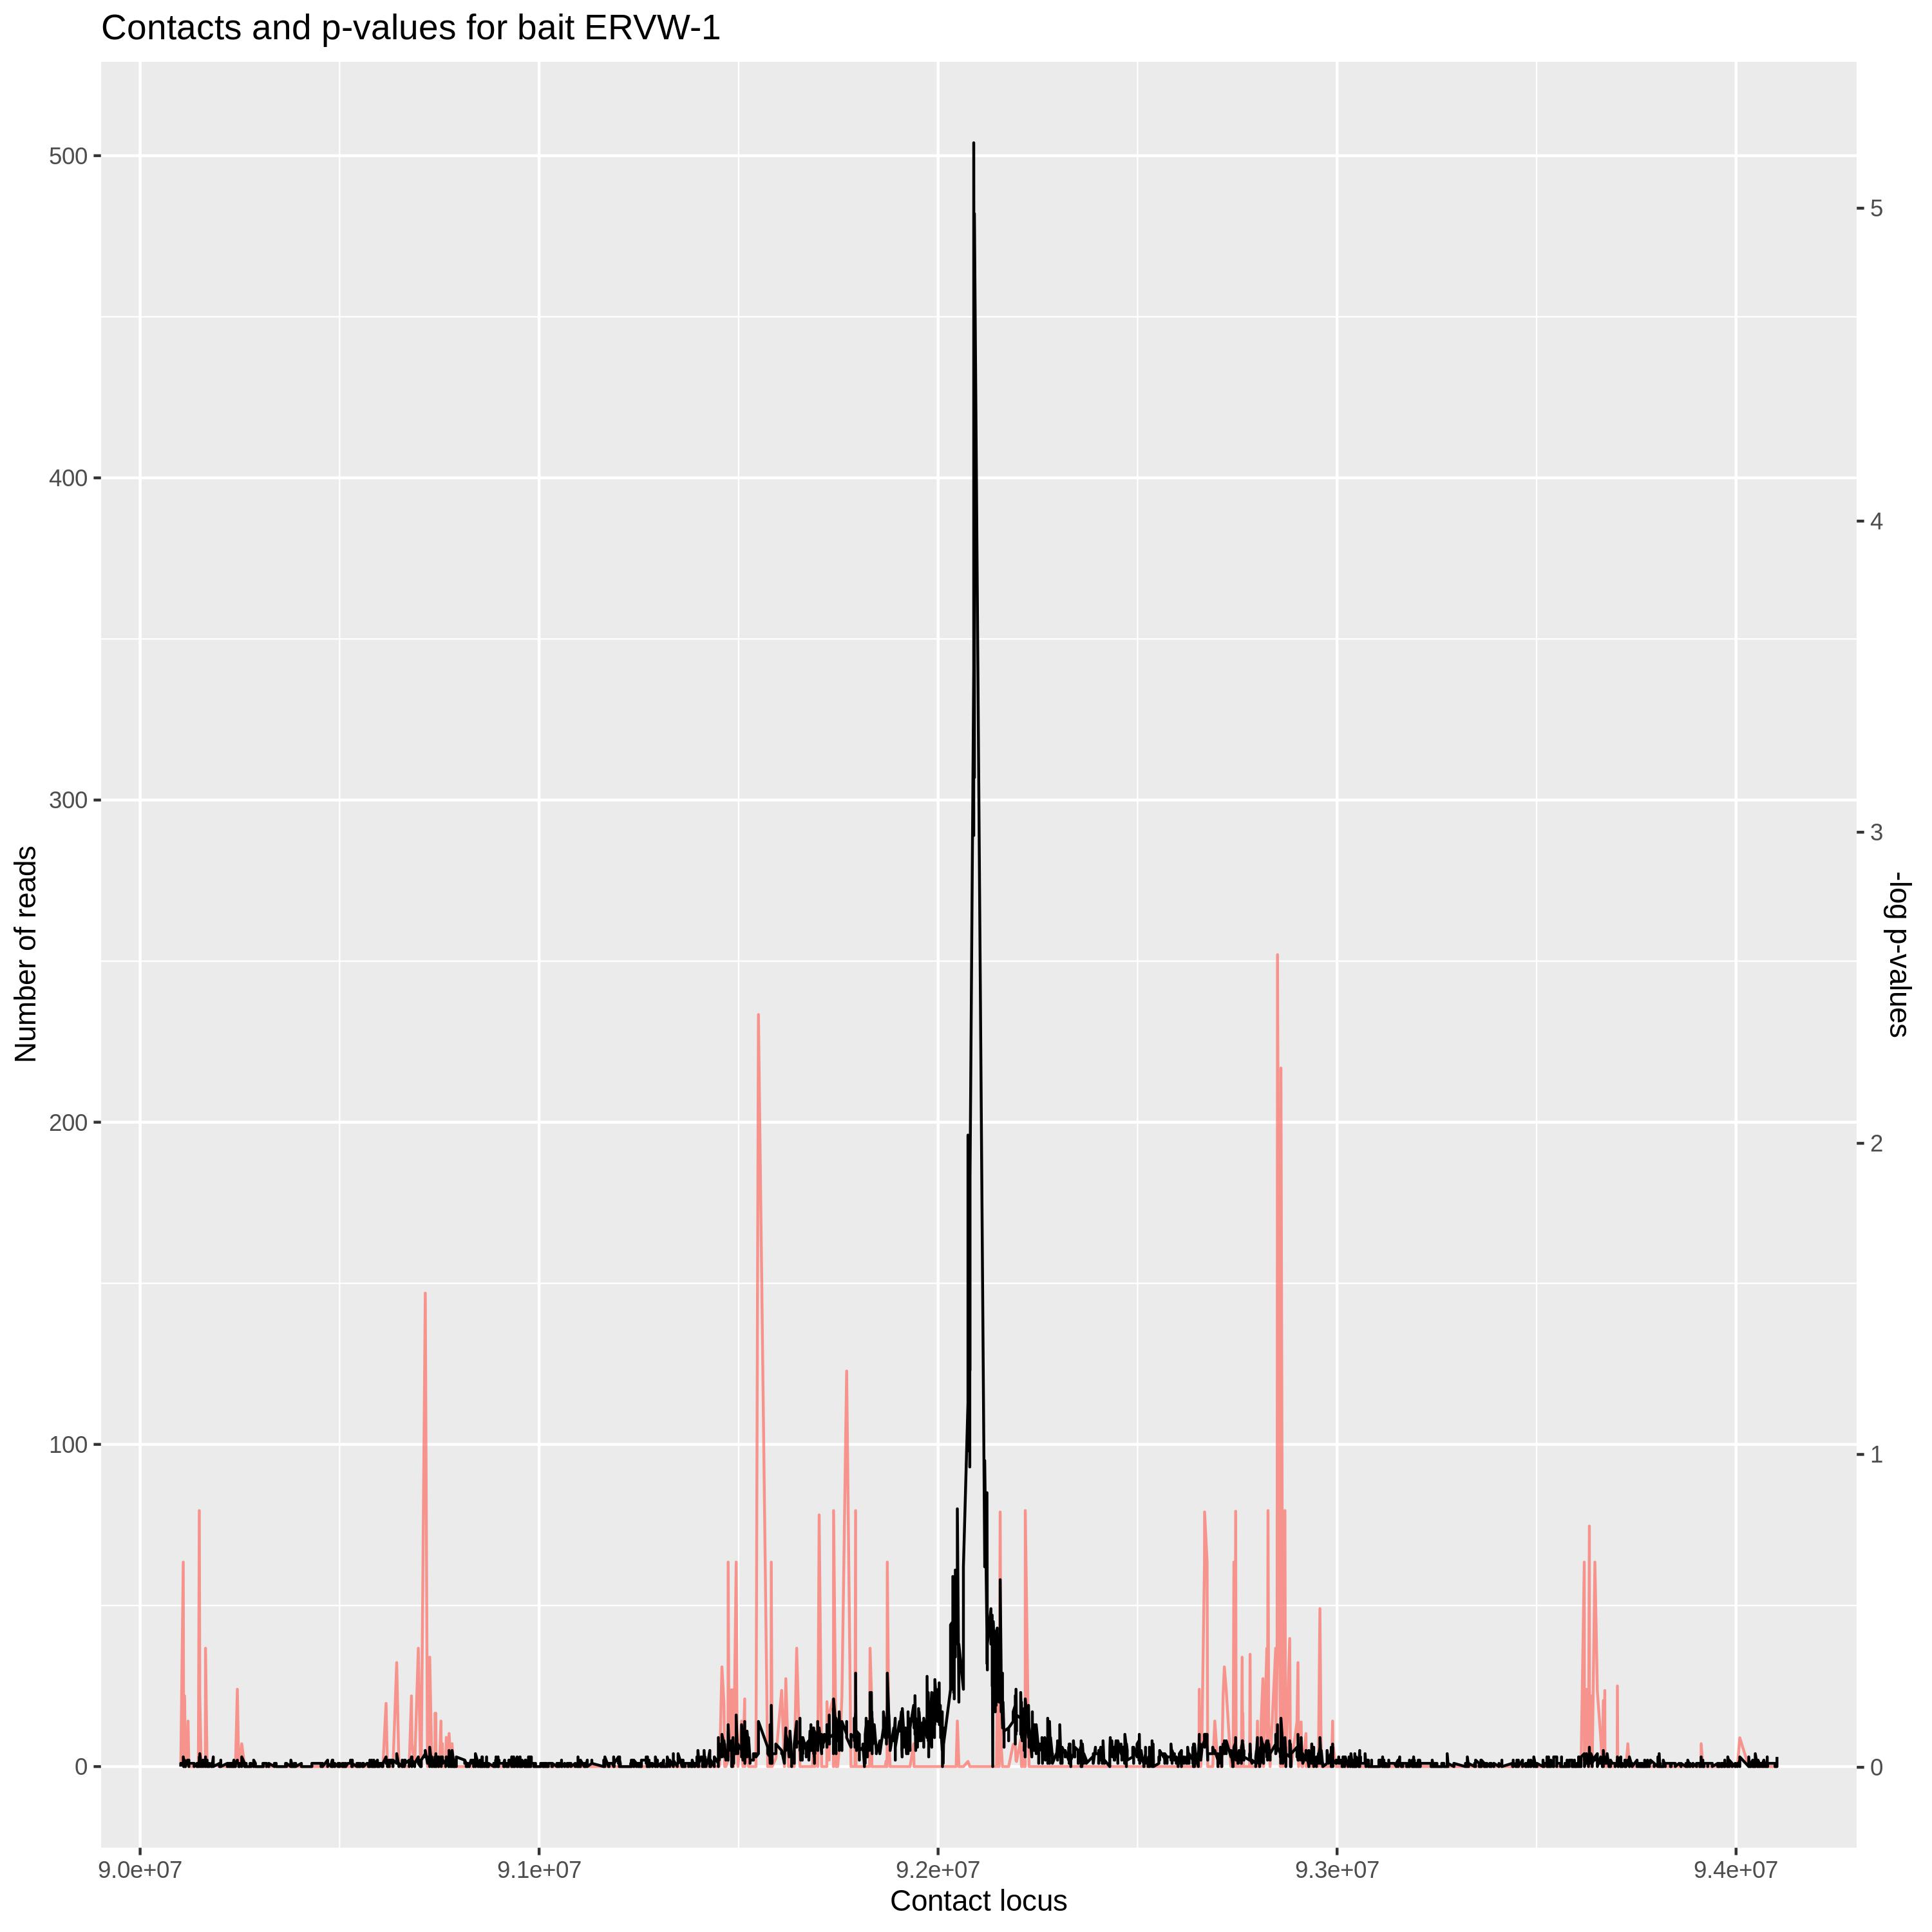 Contacts and p-values for bait ERVW-1
500
400
300
200
100
0
Number of reads
5
4
3
2
1
0
-log p-values
9.0e+07 9.1e+07 9.2e+07 9.3e+07 9.4e+07
Contact locus